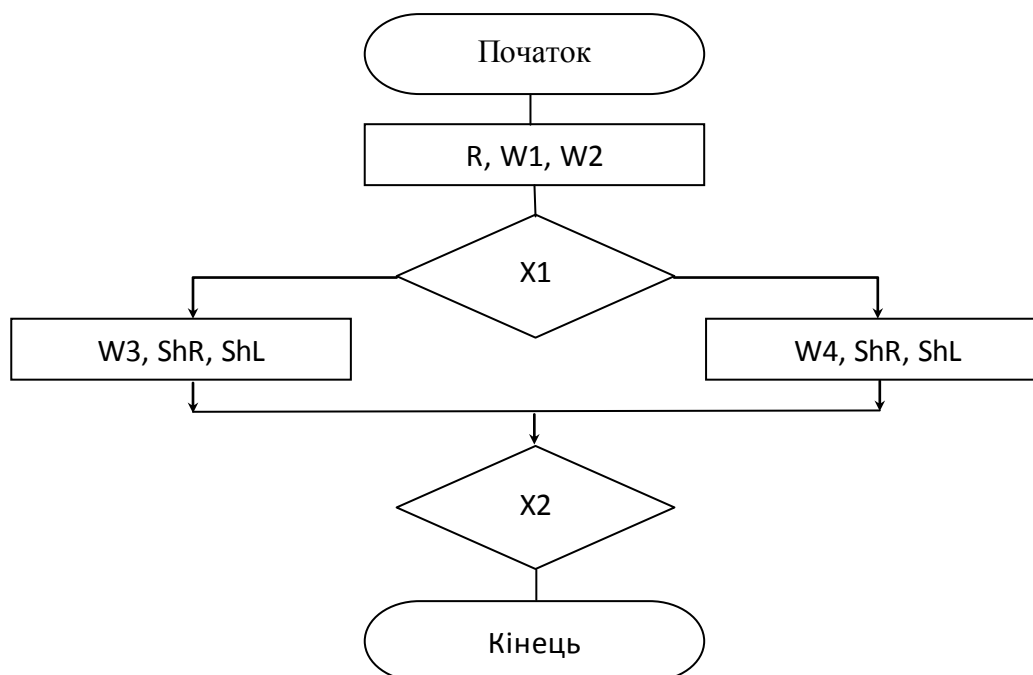 Початок
R, W1, W2
X1
W3, ShR, ShL
W4, ShR, ShL
X2
Кінець